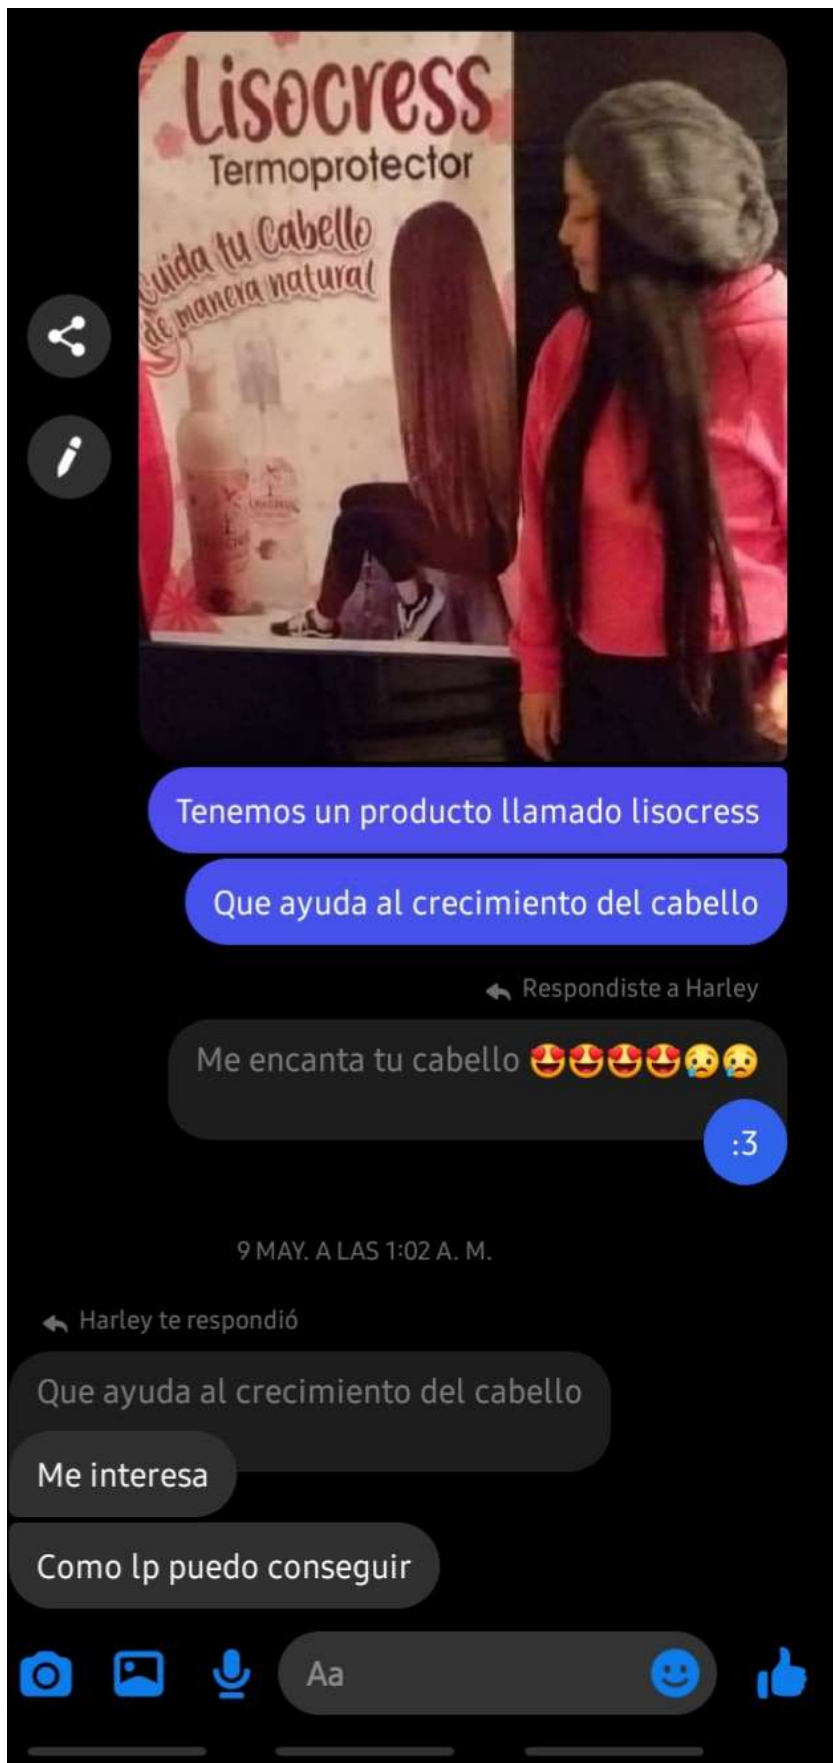 Lisocress
Termoprotector
Cuida tu Cabello
de manera natural
Tenemos un producto llamado lisocress
Que ayuda al crecimiento del cabello
Respondiste a Harley
Me encanta tu cabello 🤩🤩🤩🤩😢😢
:3
9 MAY. A LAS 1:02 A. M.
Harley te respondió
Que ayuda al crecimiento del cabello
Me interesa
Como lp puedo conseguir
Aa